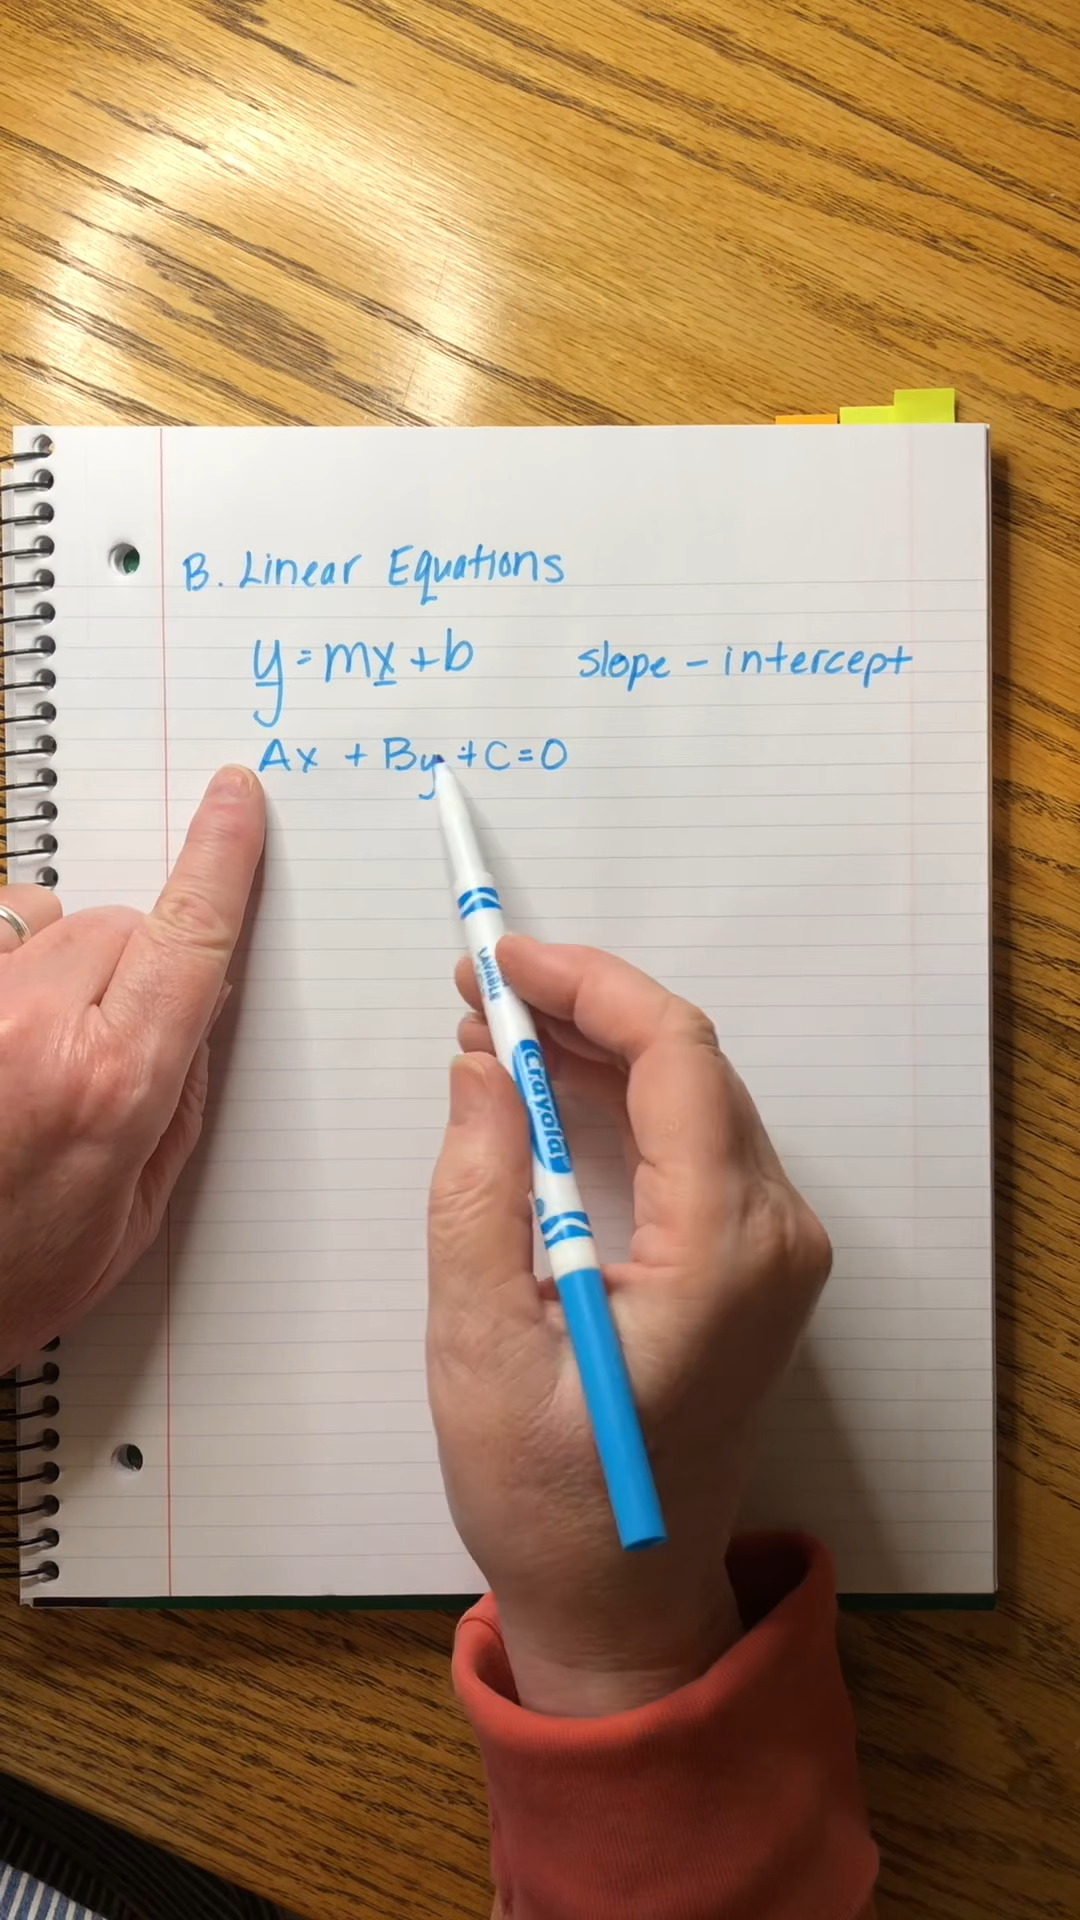 B. Linear Equations
y = mx + b slope - intercept
Ax + By + C = 0
Crayola